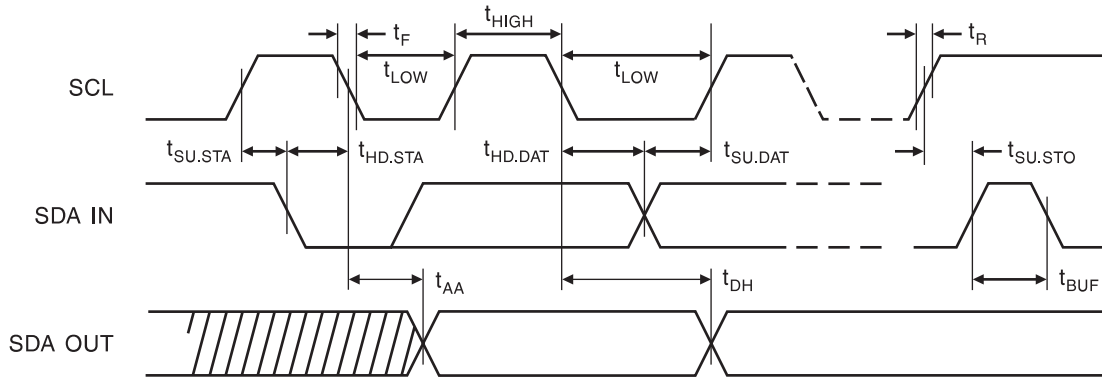 tHIGH
tF
tR
tLOW
tLOW
SCL
tSU.STA
tHD.STA
tHD.DAT
tSU.DAT
tSU.STO
SDA IN
tAA
tDH
tBUF
SDA OUT